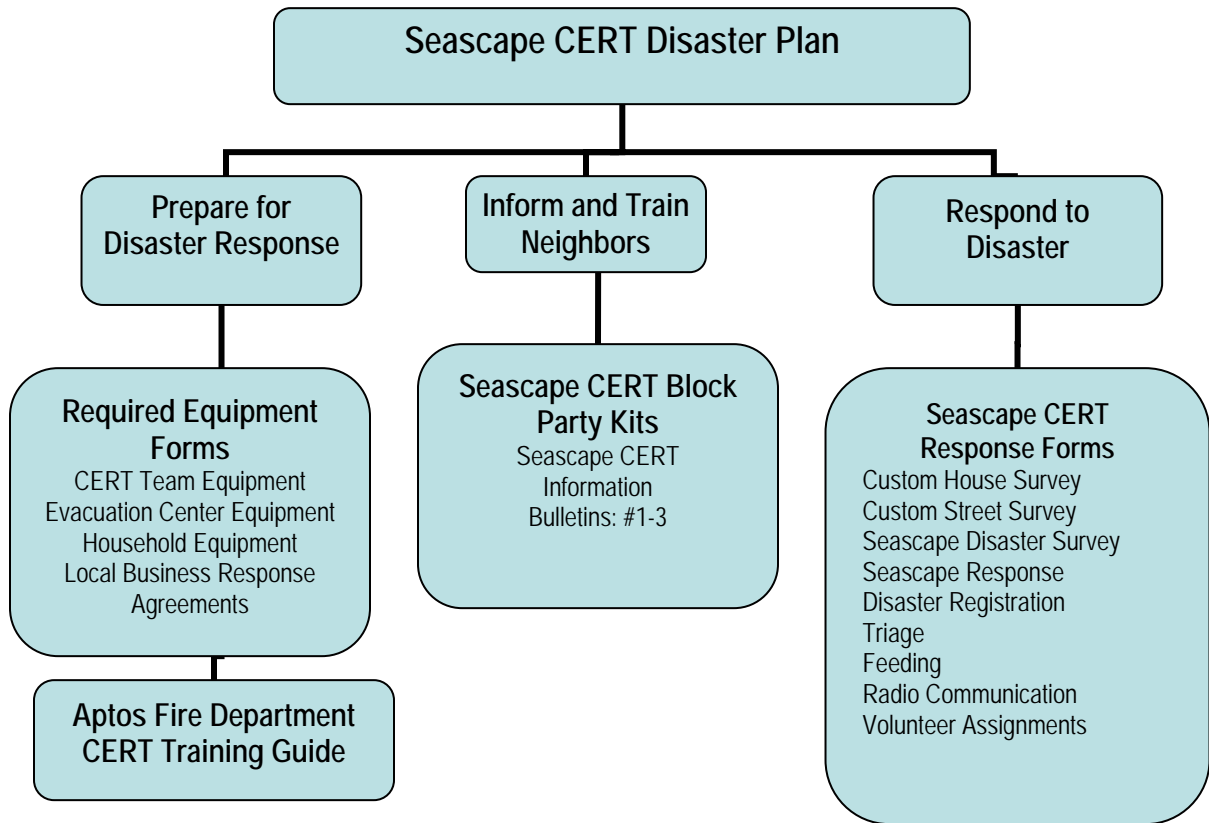 Seascape CERT Disaster Plan
Prepare for
Disaster Response
Inform and Train
Neighbors
Respond to
Disaster
Required Equipment
Forms
CERT Team Equipment
Evacuation Center Equipment
Household Equipment
Local Business Response
Agreements
Aptos Fire Department
CERT Training Guide
Seascape CERT Block
Party Kits
Seascape CERT
Information
Bulletins: #1-3
Seascape CERT
Response Forms
Custom House Survey
Custom Street Survey
Seascape Disaster Survey
Seascape Response
Disaster Registration
Triage
Feeding
Radio Communication
Volunteer Assignments